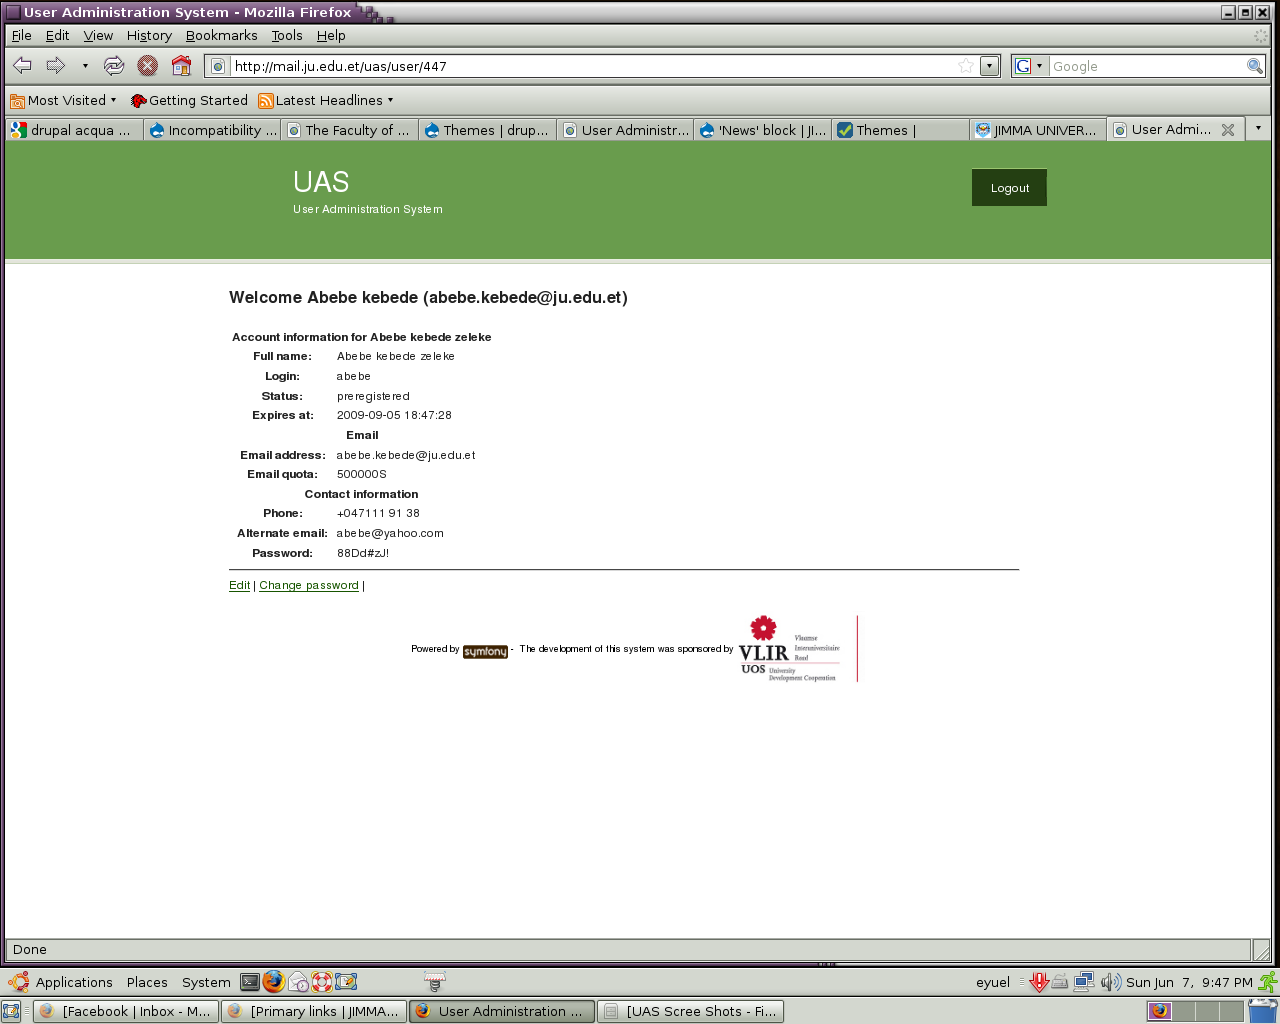 User Administration System - Mozilla Firefox
File Edit View History Bookmarks Tools Help
http://mail.ju.edu.et/uas/user/447
Google
Most Visited Getting Started Latest Headlines
drupal acqua ... Incompatibility ... The Faculty of ... Themes | drup... User Administr... 'News' block | JI... Themes | JIMMA UNIVER... User Admi...
UAS
Logout
User Administration System
Welcome Abebe kebede (abebe.kebede@ju.edu.et)
Account information for Abebe kebede zeleke
Full name: Abebe kebede zeleke
Login: abebe
Status: preregistered
Expires at: 2009-09-05 18:47:28
Email
Email address: abebe.kebede@ju.edu.et
Email quota: 500000S
Contact information
Phone: +047111 91 38
Alternate email: abebe@yahoo.com
Password: 88Dd#zJ!
Edit | Change password |
Powered by symfony - The development of this system was sponsored by
VLIR Vlaamse Interuniversitaire Raad
UOS University Development Cooperation
Done
Applications Places System eyuel Sun Jun 7, 9:47 PM
[Facebook | Inbox - M... [Primary links | JIMMA... User Administration ... [UAS Scree Shots - Fi...